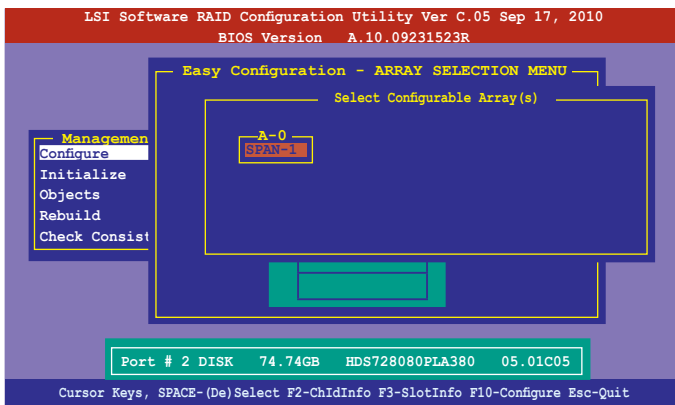 LSI Software RAID Configuration Utility Ver C.05 Sep 17, 2010
BIOS Version A.10.09231523R
Easy Configuration - ARRAY SELECTION MENU
Select Configurable Array(s)
A-0
SPAN-1
Managemen
Configure
Initialize
Objects
Rebuild
Check Consist
Port # 2 DISK 74.74GB HDS728080PLA380 05.01C05
Cursor Keys, SPACE-(De)Select F2-ChIdInfo F3-SlotInfo F10-Configure Esc-Quit